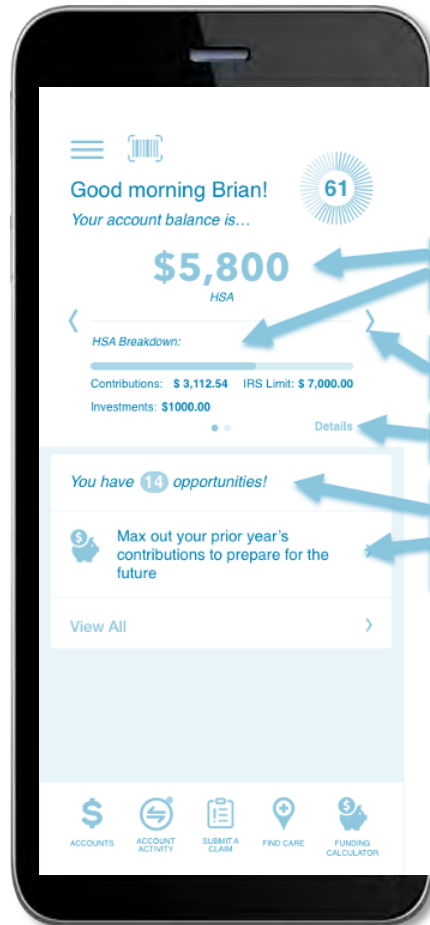 Good morning Brian!
61
Your account balance is...
$5,800
HSA
HSA Breakdown:
Contributions: $ 3,112.54 IRS Limit: $ 7,000.00
Investments: $1000.00
Details
You have 14 opportunities!
Max out your prior year's
contributions to prepare for the
future
View All
ACCOUNTS
ACCOUNT
ACTIVITY
SUBMIT A
CLAIM
FIND CARE
FUNDING
CALCULATOR